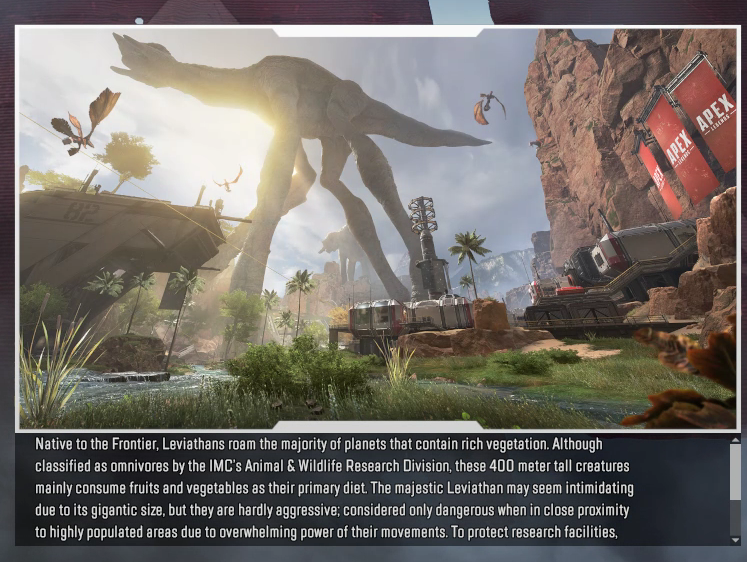 82
APEX
APEX
LEGENDS
APEX
LEGENDS
Native to the Frontier, Leviathans roam the majority of planets that contain rich vegetation. Although
classified as omnivores by the IMC's Animal & Wildlife Research Division, these 400 meter tall creatures
mainly consume fruits and vegetables as their primary diet. The majestic Leviathan may seem intimidating
due to its gigantic size, but they are hardly aggressive; considered only dangerous when in close proximity
to highly populated areas due to overwhelming power of their movements. To protect research facilities,